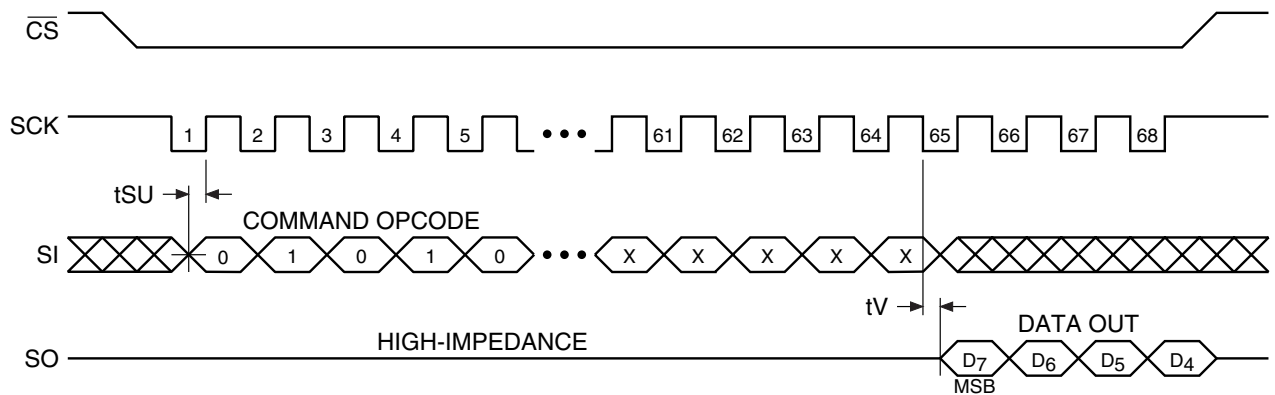 CS
SCK 1 2 3 4 5 ••• 61 62 63 64 65 66 67 68
tSU
COMMAND OPCODE
SI 0 1 0 1 0 ••• X X X X X
tV
HIGH-IMPEDANCE DATA OUT
SO D7 D6 D5 D4
MSB